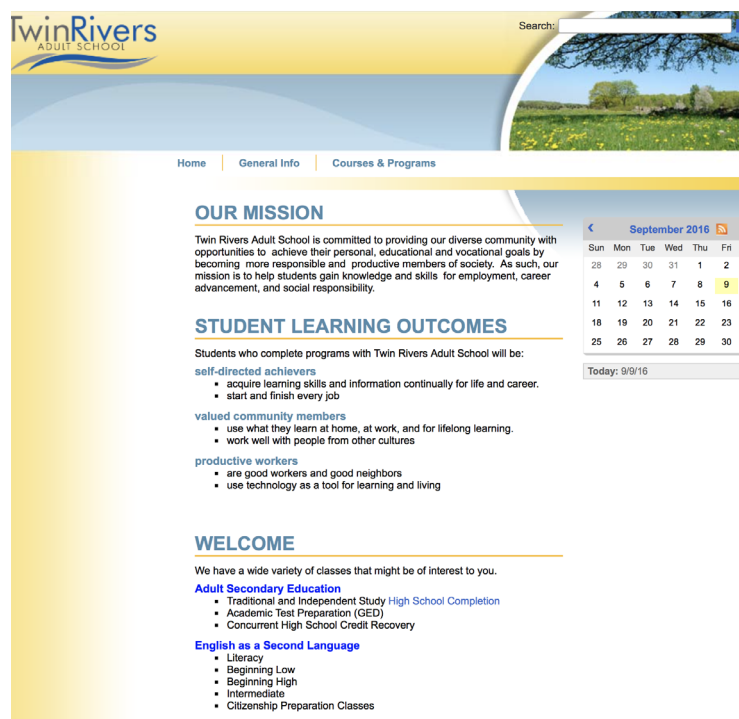 TwinRivers
ADULT SCHOOL
Search:
Home
General Info
Courses & Programs
OUR MISSION
Twin Rivers Adult School is committed to providing our diverse community with
opportunities to achieve their personal, educational and vocational goals by
becoming more responsible and productive members of society. As such, our
mission is to help students gain knowledge and skills for employment, career
advancement, and social responsibility.
STUDENT LEARNING OUTCOMES
Students who complete programs with Twin Rivers Adult School will be:
self-directed achievers
▪ acquire learning skills and information continually for life and career.
▪ start and finish every job
valued community members
▪ use what they learn at home, at work, and for lifelong learning.
▪ work well with people from other cultures
productive workers
▪ are good workers and good neighbors
▪ use technology as a tool for learning and living
WELCOME
We have a wide variety of classes that might be of interest to you.
Adult Secondary Education
▪ Traditional and Independent Study High School Completion
▪ Academic Test Preparation (GED)
▪ Concurrent High School Credit Recovery
English as a Second Language
▪ Literacy
▪ Beginning Low
▪ Beginning High
▪ Intermediate
▪ Citizenship Preparation Classes
‹ September 2016
Sun Mon Tue Wed Thu Fri
28 29 30 31 1 2
4 5 6 7 8 9
11 12 13 14 15 16
18 19 20 21 22 23
25 26 27 28 29 30
Today: 9/9/16